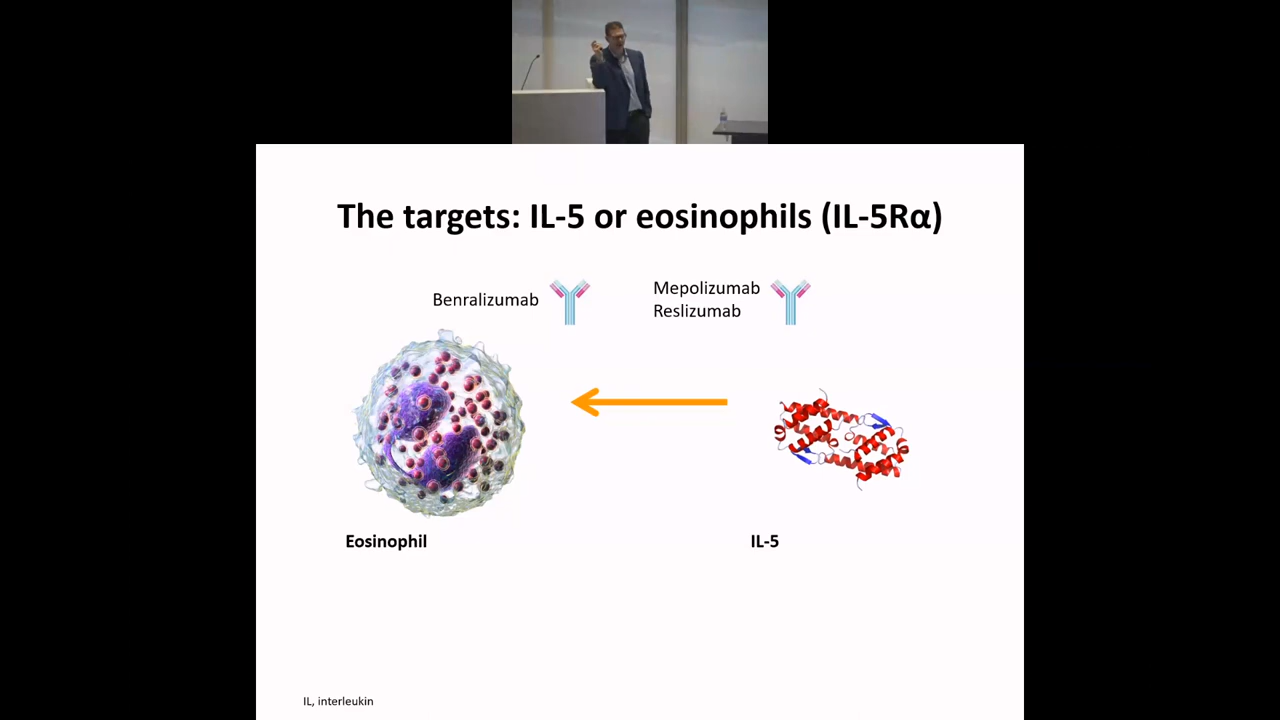 The targets: IL-5 or eosinophils (IL-5Rα)
Benralizumab
Mepolizumab
Reslizumab
Eosinophil
IL-5
IL, interleukin